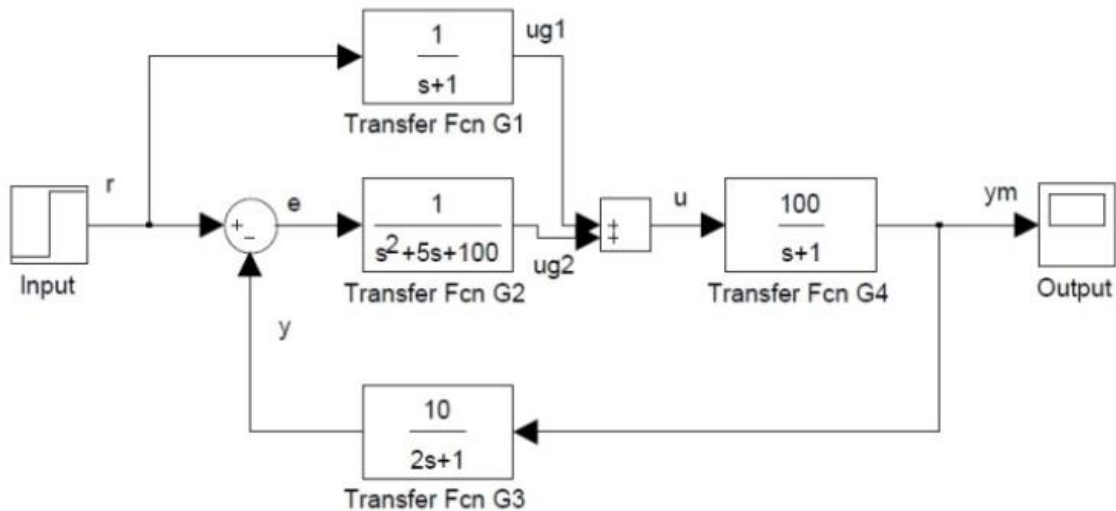 ug1
1
s+1
Transfer Fcn G1
r
Input
+
−
e
1
s²+5s+100
Transfer Fcn G2
ug2
+
+
u
100
s+1
Transfer Fcn G4
ym
Output
y
10
2s+1
Transfer Fcn G3